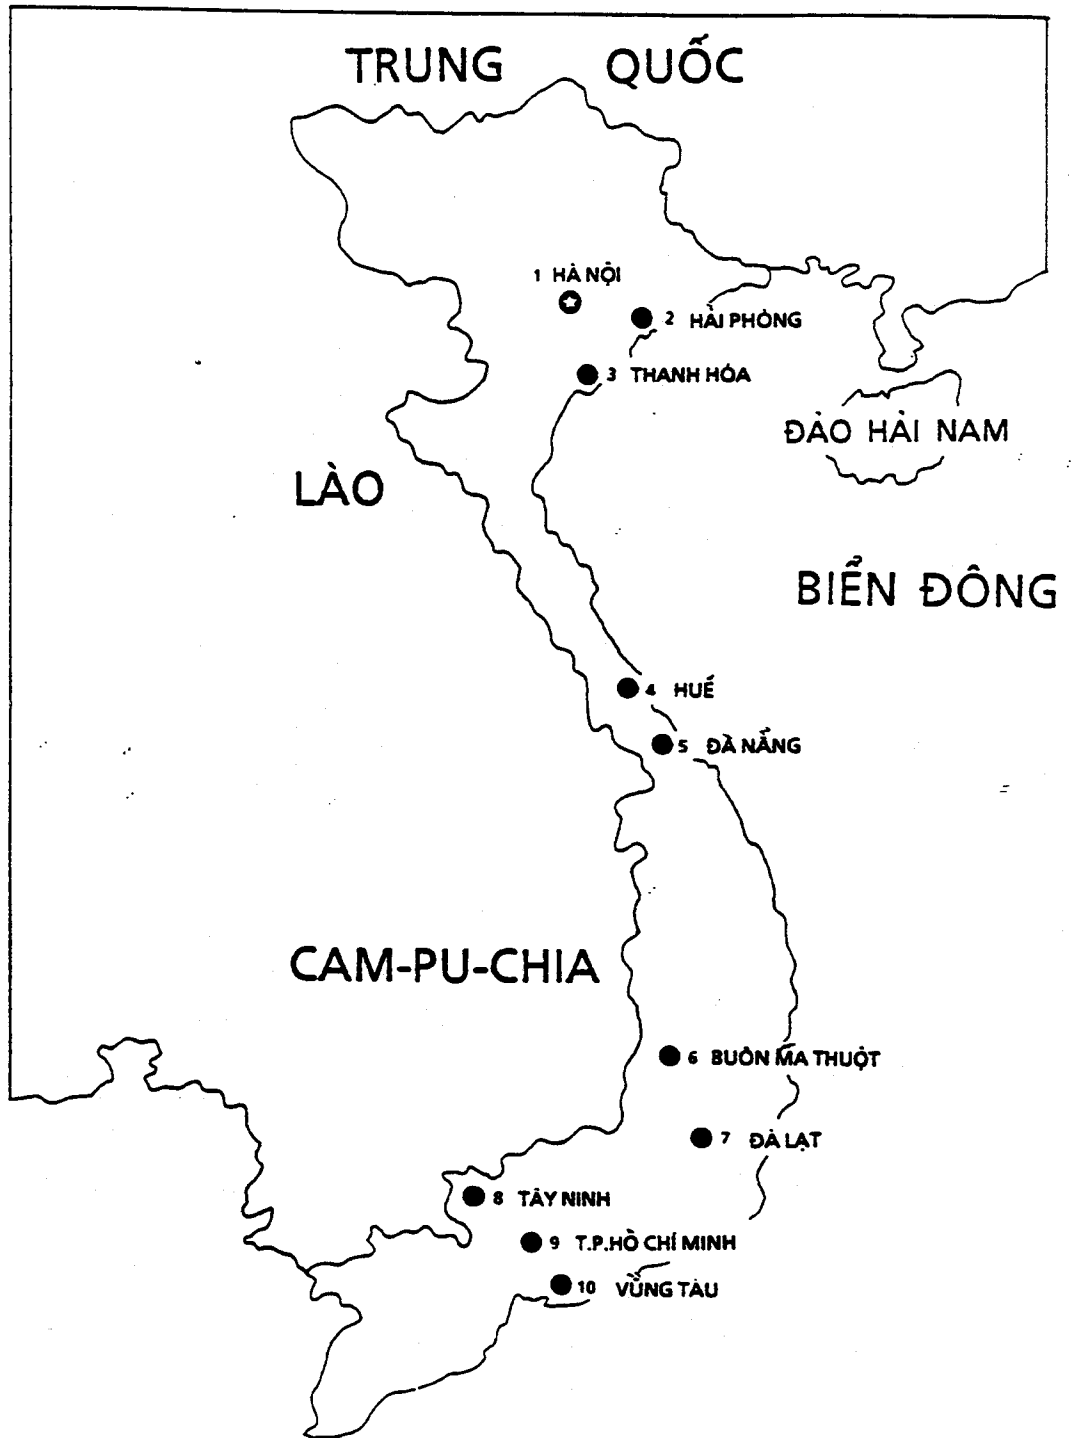 TRUNG QUỐC
1 HÀ NỘI
2 HẢI PHÒNG
3 THANH HÓA
ĐẢO HẢI NAM
LÀO
BIỂN ĐÔNG
4 HUẾ
5 ĐÀ NẴNG
CAM-PU-CHIA
6 BUÔN MA THUỘT
7 ĐÀ LẠT
8 TÂY NINH
9 T.P.HỒ CHÍ MINH
10 VŨNG TÀU